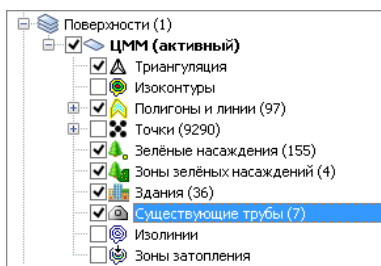 Поверхности (1)
ЦММ (активный)
Триангуляция
Изоконтуры
Полигоны и линии (97)
Точки (9290)
Зелёные насаждения (155)
Зоны зелёных насаждений (4)
Здания (36)
Существующие трубы (7)
Изолинии
Зоны затопления